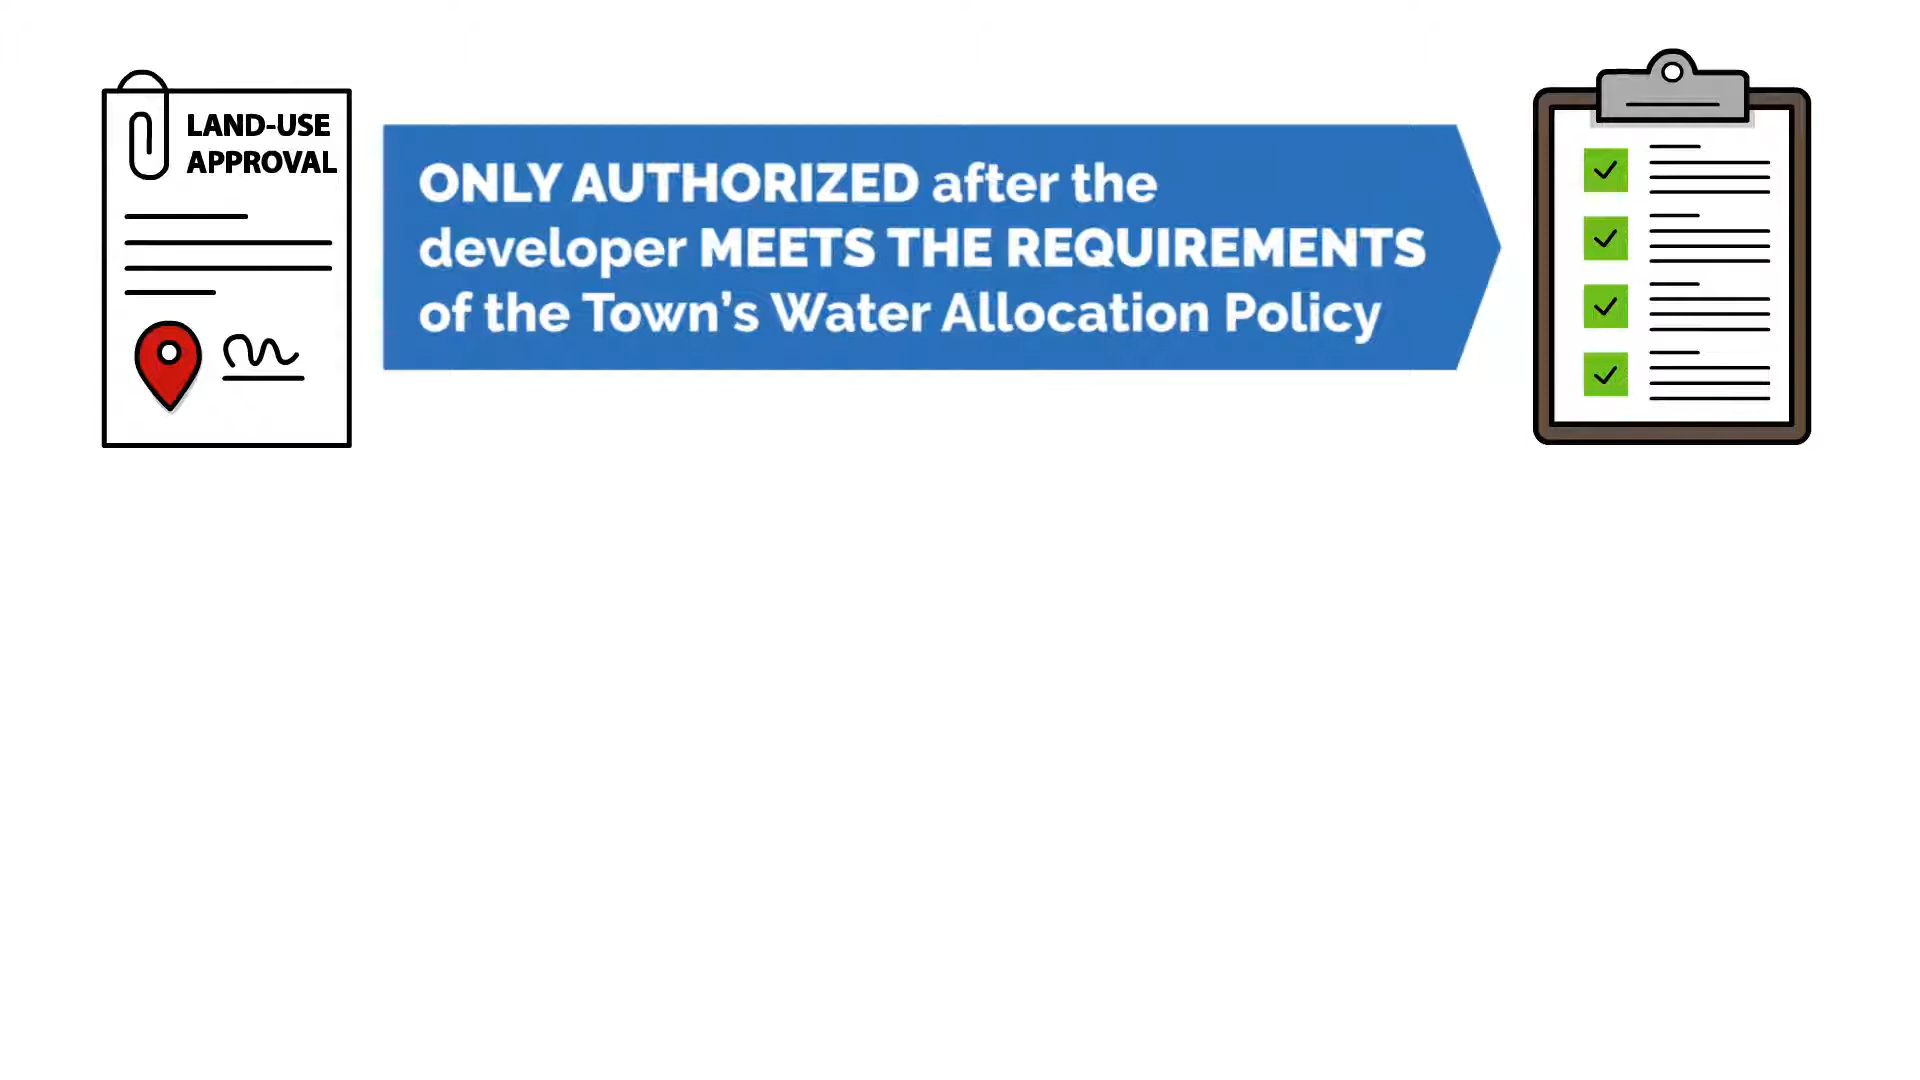 LAND-USE
APPROVAL
ONLY AUTHORIZED after the
developer MEETS THE REQUIREMENTS
of the Town’s Water Allocation Policy